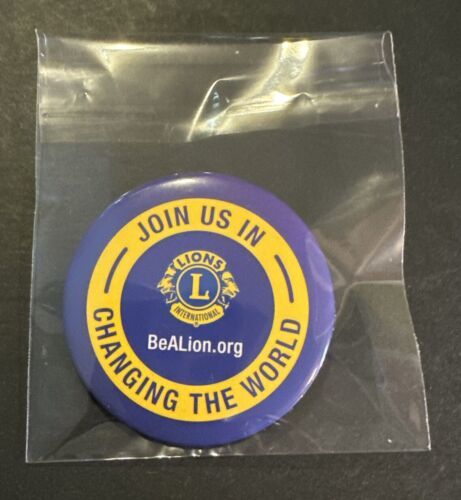 JOIN US IN
LIONS
L
INTERNATIONAL
BeALion.org
CHANGING THE WORLD